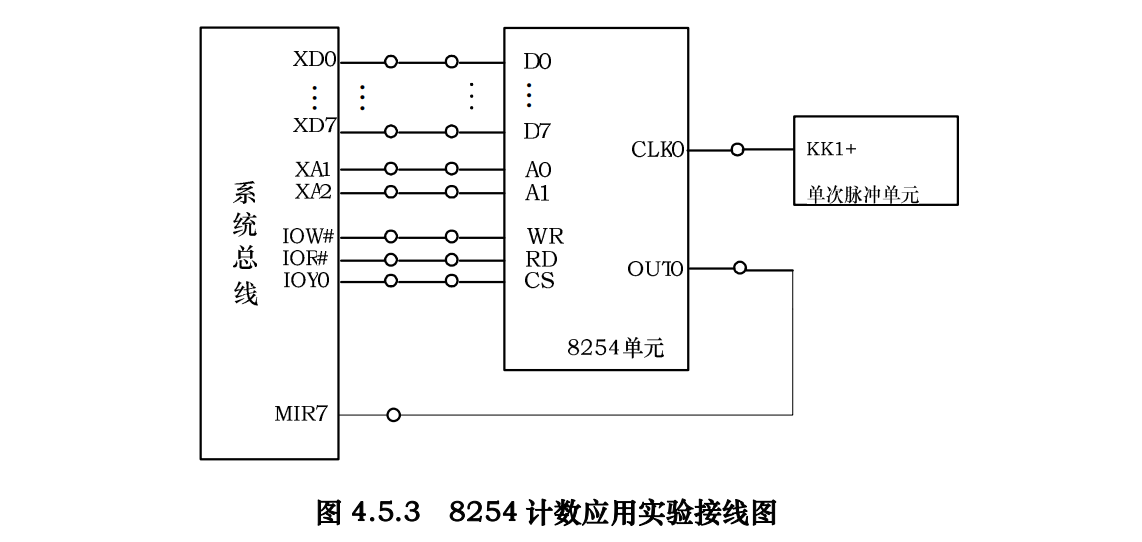 XD0
⋮ ⋮
XD7
XA1
XA2
IOW#
IOR#
IOY0
MIR7
系统总线
D0
⋮ ⋮
D7
A0
A1
WR
RD
CS
CLK0
OUT0
8254单元
KK1+
单次脉冲单元
图 4.5.3 8254 计数应用实验接线图